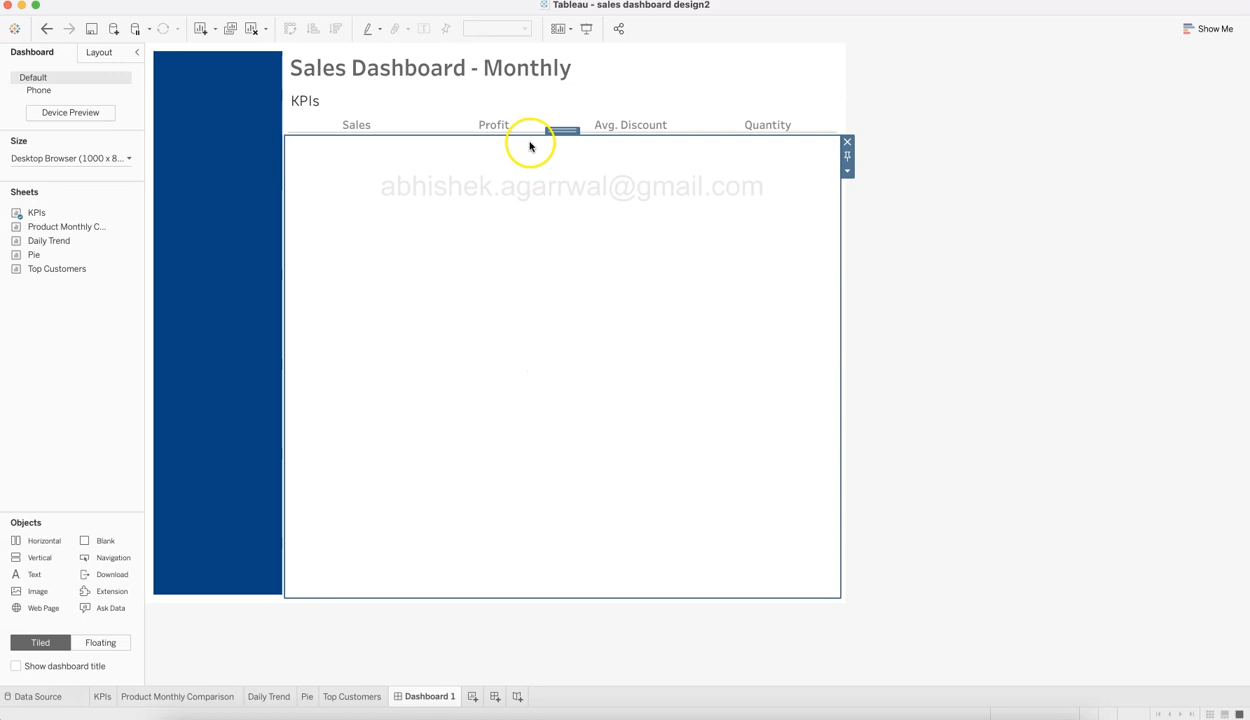 Tableau - sales dashboard design2
Show Me
Dashboard
Layout
Default
Phone
Device Preview
Size
Desktop Browser (1000 x 8...
Sheets
KPIs
Product Monthly C...
Daily Trend
Pie
Top Customers
Objects
Horizontal
Blank
Vertical
Navigation
Text
Download
Image
Extension
Web Page
Ask Data
Tiled
Floating
Show dashboard title
Sales Dashboard - Monthly
KPIs
Sales
Profit
Avg. Discount
Quantity
abhishek.agarrwal@gmail.com
Data Source
KPIs
Product Monthly Comparison
Daily Trend
Pie
Top Customers
Dashboard 1